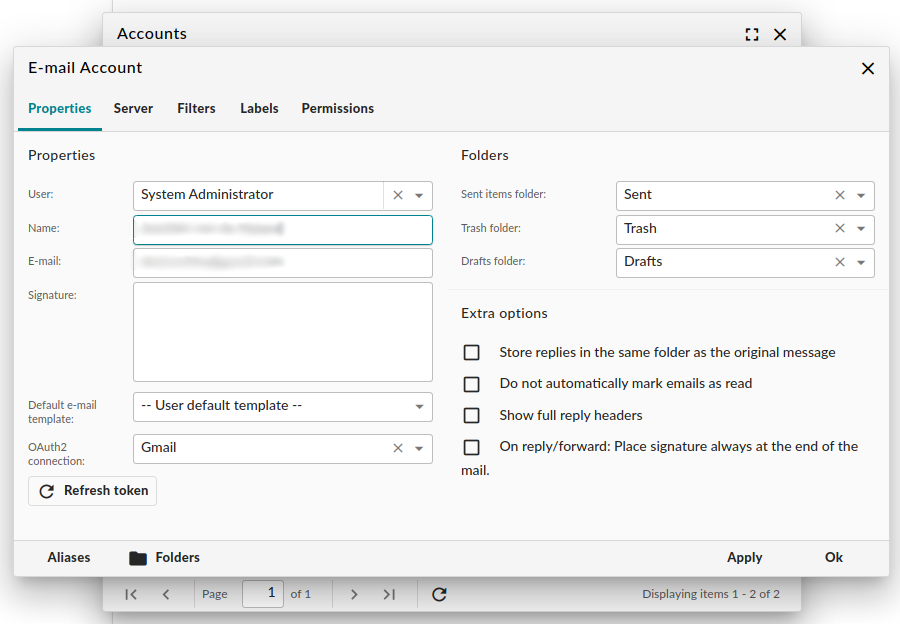 Accounts
E-mail Account
Properties Server Filters Labels Permissions
Properties
User: System Administrator
Name:
E-mail:
Signature:
Default e-mail
template:
-- User default template --
OAuth2
connection:
Gmail
Refresh token
Folders
Sent items folder: Sent
Trash folder: Trash
Drafts folder: Drafts
Extra options
Store replies in the same folder as the original message
Do not automatically mark emails as read
Show full reply headers
On reply/forward: Place signature always at the end of the
mail.
Aliases Folders Apply Ok
Page 1 of 1 Displaying items 1 - 2 of 2